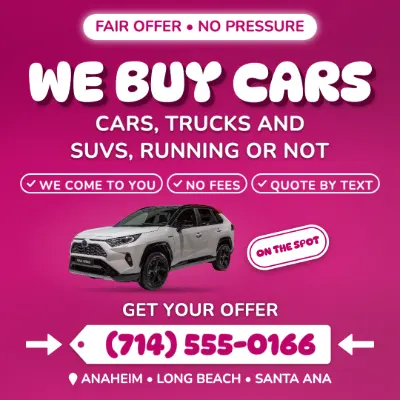 FAIR OFFER • NO PRESSURE
WE BUY CARS
CARS, TRUCKS AND
SUVS, RUNNING OR NOT
WE COME TO YOU
NO FEES
QUOTE BY TEXT
ON THE SPOT
GET YOUR OFFER
(714) 555-0166
ANAHEIM • LONG BEACH • SANTA ANA